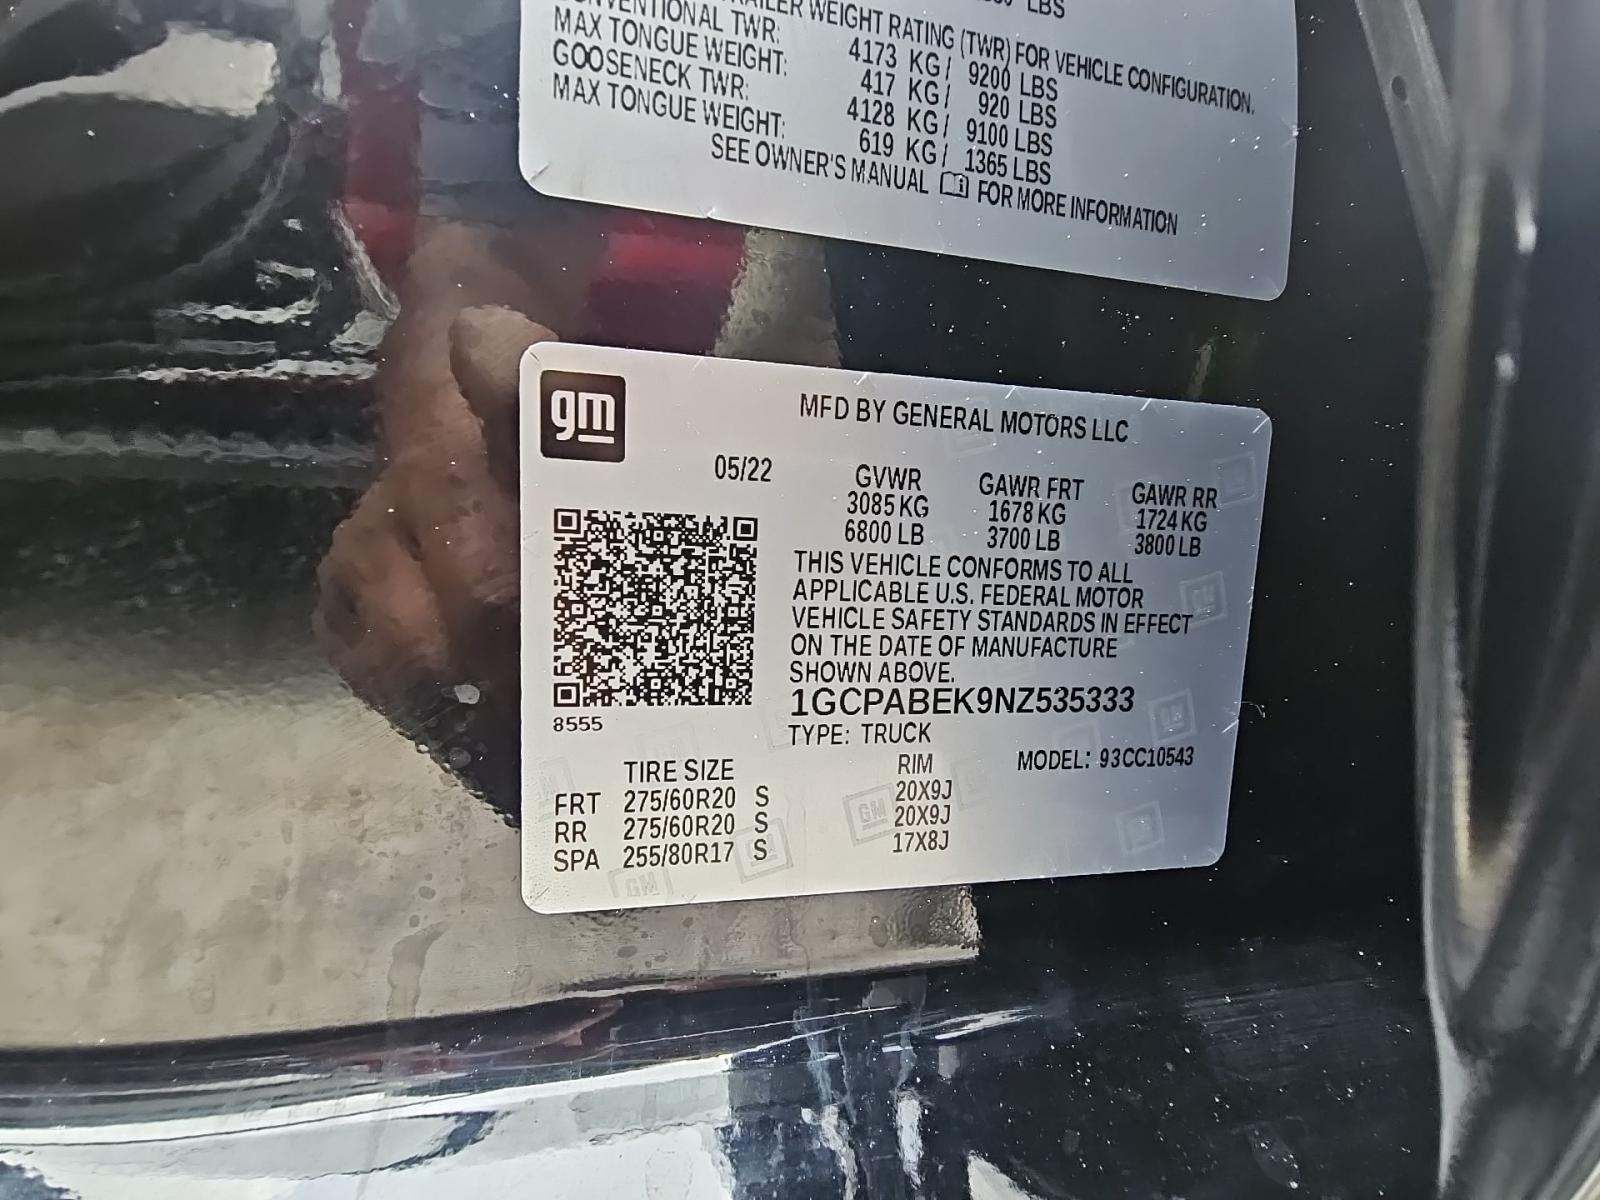 LBS
WEIGHT RATING (TWR) FOR VEHICLE CONFIGURATION.
CONVENTIONAL TWR: 4173 KG/ 9200 LBS
MAX TONGUE WEIGHT: 417 KG/ 920 LBS
GOOSENECK TWR: 4128 KG/ 9100 LBS
MAX TONGUE WEIGHT: 619 KG/ 1365 LBS
SEE OWNER'S MANUAL FOR MORE INFORMATION
gm
MFD BY GENERAL MOTORS LLC
05/22 GVWR GAWR FRT GAWR RR
3085 KG 1678 KG 1724 KG
6800 LB 3700 LB 3800 LB
THIS VEHICLE CONFORMS TO ALL
APPLICABLE U.S. FEDERAL MOTOR
VEHICLE SAFETY STANDARDS IN EFFECT
ON THE DATE OF MANUFACTURE
SHOWN ABOVE.
1GCPABEK9NZ535333
8555
TYPE: TRUCK
MODEL: 93CC10543
TIRE SIZE RIM
FRT 275/60R20 S 20X9J
RR 275/60R20 S 20X9J
SPA 255/80R17 S 17X8J
GM
GM